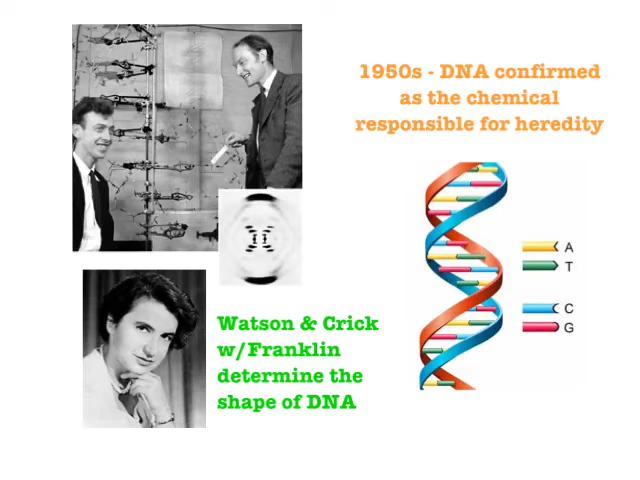 1950s - DNA confirmed
as the chemical
responsible for heredity
A
T
C
G
Watson & Crick
w/Franklin
determine the
shape of DNA